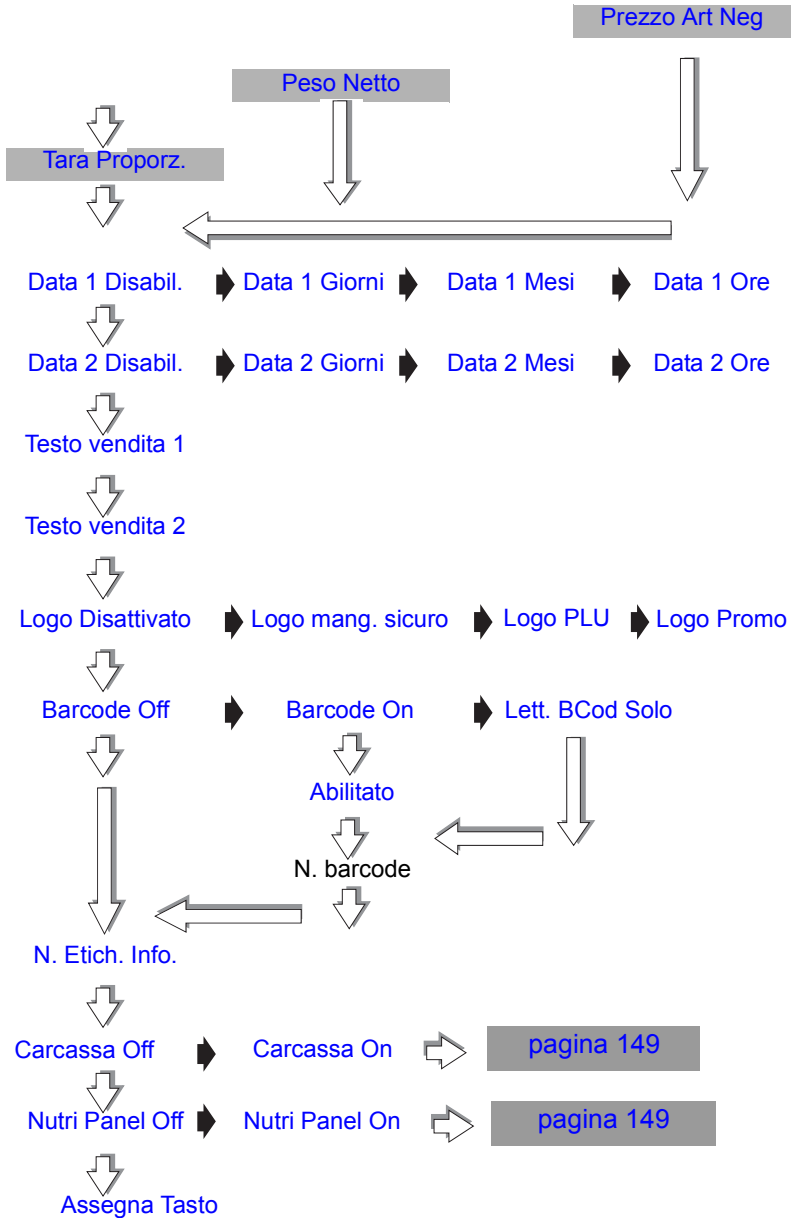 Prezzo Art Neg
Peso Netto
Tara Proporz.
Data 1 Disabil. Data 1 Giorni Data 1 Mesi Data 1 Ore
Data 2 Disabil. Data 2 Giorni Data 2 Mesi Data 2 Ore
Testo vendita 1
Testo vendita 2
Logo Disattivato Logo mang. sicuro Logo PLU Logo Promo
Barcode Off Barcode On Lett. BCod Solo
Abilitato
N. barcode
N. Etich. Info.
Carcassa Off Carcassa On pagina 149
Nutri Panel Off Nutri Panel On pagina 149
Assegna Tasto